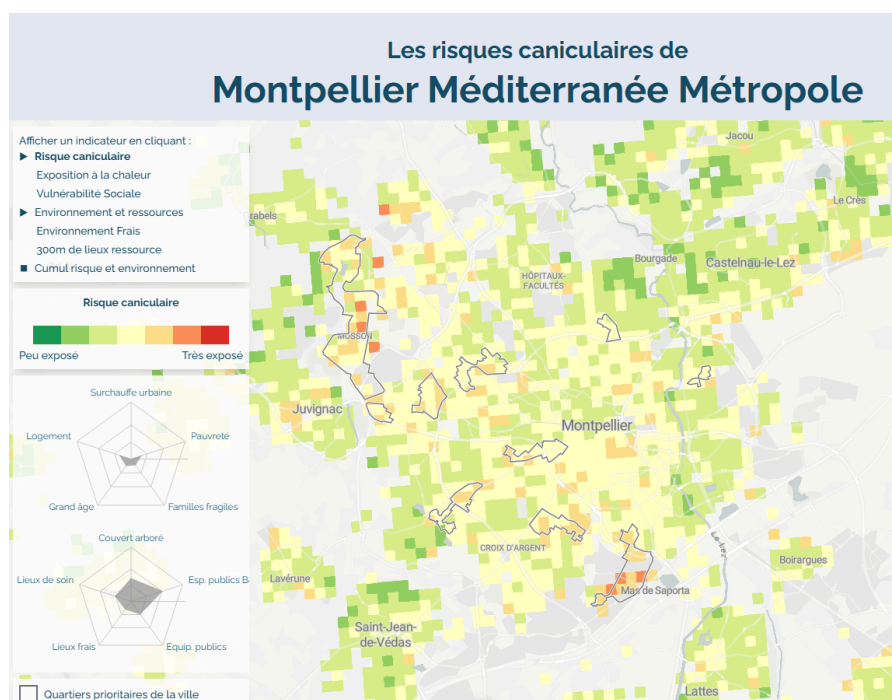 Les risques caniculaires de
Montpellier Méditerranée Métropole
Afficher un indicateur en cliquant :
▶ Risque caniculaire
Exposition à la chaleur
Vulnérabilité Sociale
▶ Environnement et ressources
Environnement Frais
300m de lieux ressource
■ Cumul risque et environnement
Risque caniculaire
Peu exposé
Très exposé
Surchauffe urbaine
Logement
Pauvreté
Grand âge
Familles fragiles
Couvert arboré
Lieux de soin
Esp. publics B
Lieux frais
Equip. publics
Quartiers prioritaires de la ville
Jacou
Le Crès
rabels
Bourgade
Castelnau-le-Lez
HÔPITAUX-
FACULTÉS
MOSSON
Juvignac
Montpellier
CROIX D'ARGENT
Le Lez
Lavérune
Boirargues
Mas de Saporta
Saint-Jean-
de-Védas
Lattes